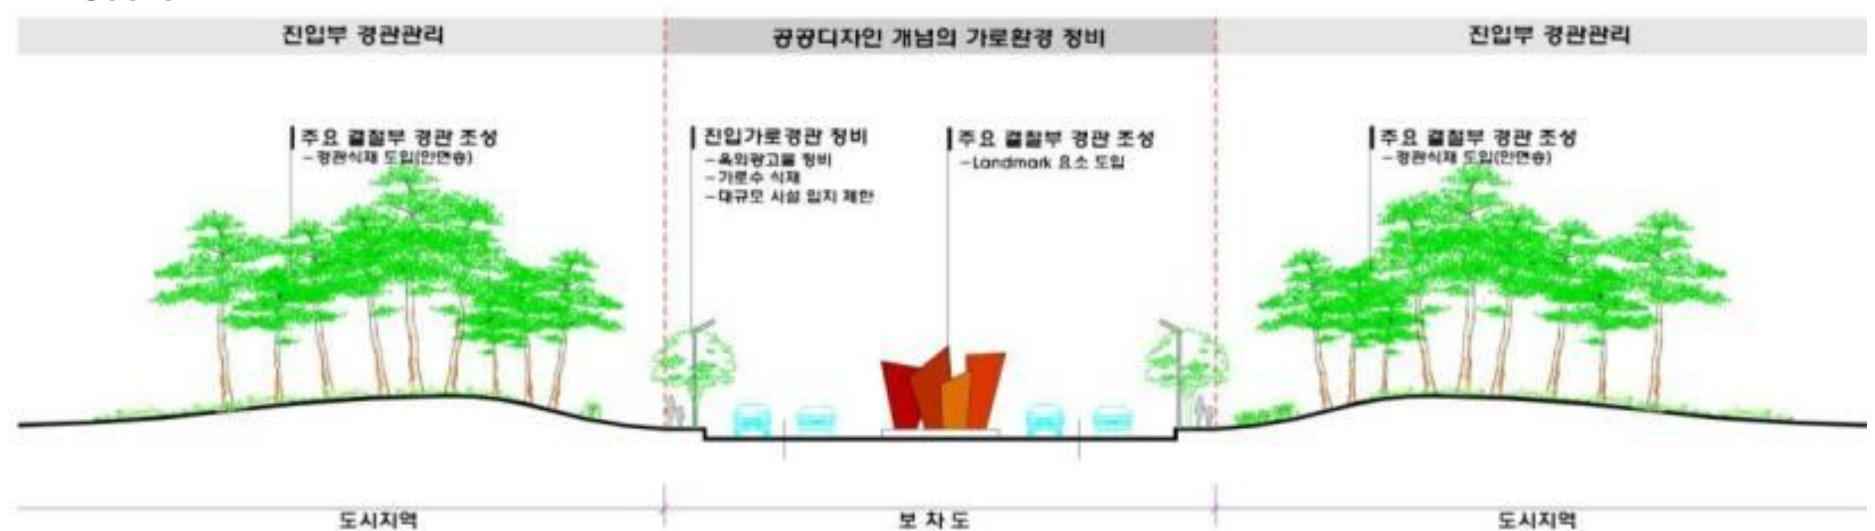 진입부 경관관리
공공디자인 개념의 가로환경 정비
진입부 경관관리
주요 결절부 경관 조성
-경관식재 도입(안면송)
진입가로경관 정비
-옥외광고물 정비
-가로수 식재
-대규모 시설 입지 제한
주요 결절부 경관 조성
-Landmark 요소 도입
주요 결절부 경관 조성
-경관식재 도입(안면송)
도시지역
보 차 도
도시지역